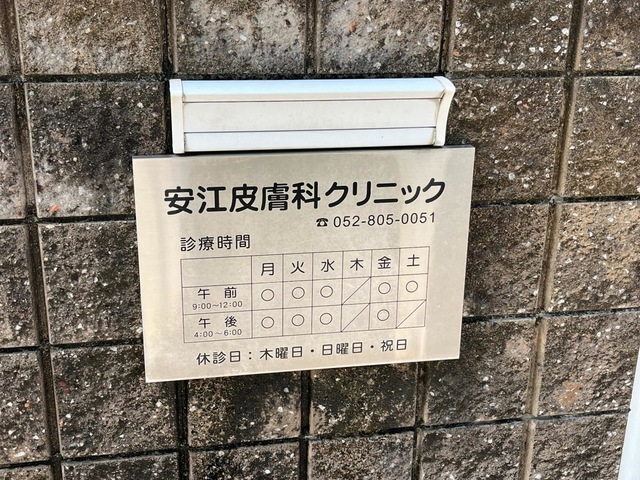 安江皮膚科クリニック
☎052-805-0051
診療時間
月 火 水 木 金 土
午前 9:00～12:00 ○ ○ ○ ／ ○ ○
午後 4:00～6:00 ○ ○ ○ ／ ○ ／
休診日：木曜日・日曜日・祝日